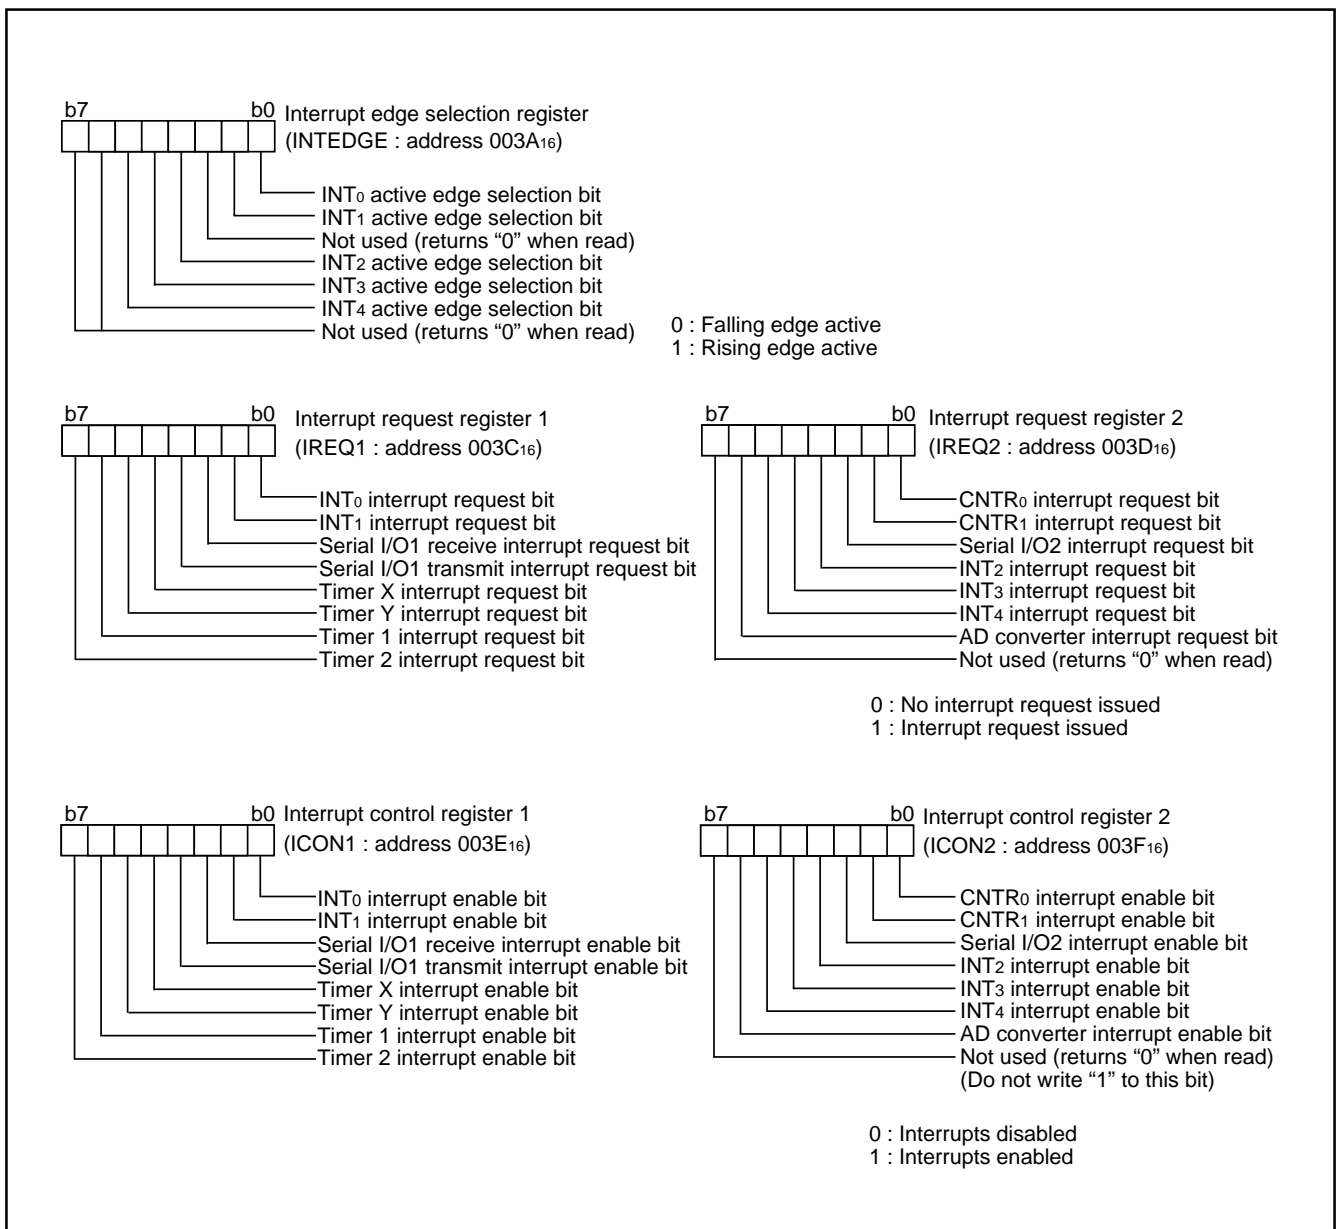 b7 b0 Interrupt edge selection register
(INTEDGE : address 003A16)
INT0 active edge selection bit
INT1 active edge selection bit
Not used (returns “0” when read)
INT2 active edge selection bit
INT3 active edge selection bit
INT4 active edge selection bit
Not used (returns “0” when read)
0 : Falling edge active
1 : Rising edge active
b7 b0 Interrupt request register 1
(IREQ1 : address 003C16)
INT0 interrupt request bit
INT1 interrupt request bit
Serial I/O1 receive interrupt request bit
Serial I/O1 transmit interrupt request bit
Timer X interrupt request bit
Timer Y interrupt request bit
Timer 1 interrupt request bit
Timer 2 interrupt request bit
b7 b0 Interrupt request register 2
(IREQ2 : address 003D16)
CNTR0 interrupt request bit
CNTR1 interrupt request bit
Serial I/O2 interrupt request bit
INT2 interrupt request bit
INT3 interrupt request bit
INT4 interrupt request bit
AD converter interrupt request bit
Not used (returns “0” when read)
0 : No interrupt request issued
1 : Interrupt request issued
b7 b0 Interrupt control register 1
(ICON1 : address 003E16)
INT0 interrupt enable bit
INT1 interrupt enable bit
Serial I/O1 receive interrupt enable bit
Serial I/O1 transmit interrupt enable bit
Timer X interrupt enable bit
Timer Y interrupt enable bit
Timer 1 interrupt enable bit
Timer 2 interrupt enable bit
b7 b0 Interrupt control register 2
(ICON2 : address 003F16)
CNTR0 interrupt enable bit
CNTR1 interrupt enable bit
Serial I/O2 interrupt enable bit
INT2 interrupt enable bit
INT3 interrupt enable bit
INT4 interrupt enable bit
AD converter interrupt enable bit
Not used (returns “0” when read)
(Do not write “1” to this bit)
0 : Interrupts disabled
1 : Interrupts enabled